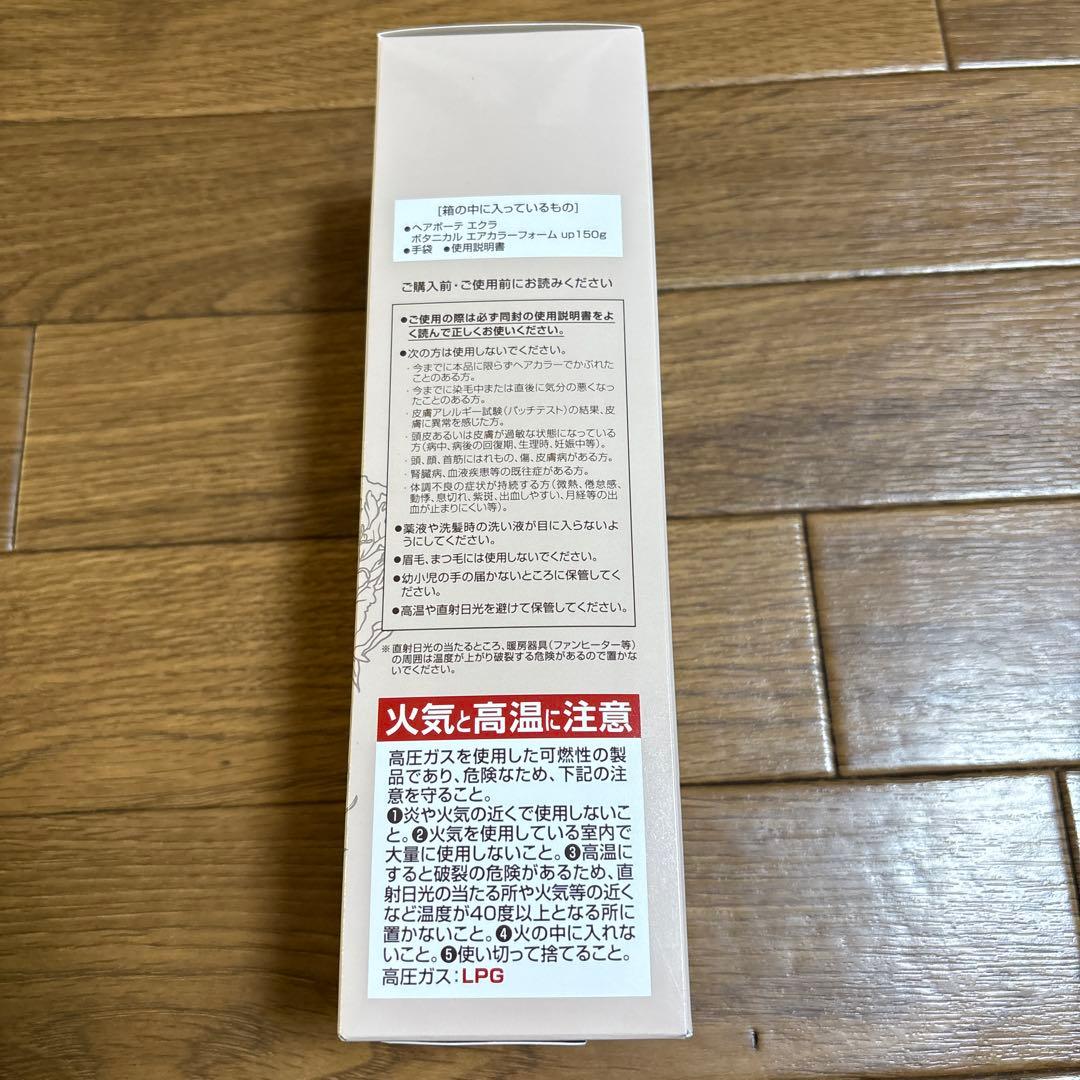 [箱の中に入っているもの]
●ヘアボーテ エクラ
ボタニカル エアカラーフォーム up150g
●手袋 ●使用説明書
ご購入前・ご使用前にお読みください
●ご使用の際は必ず同封の使用説明書をよ
く読んで正しくお使いください。
●次の方は使用しないでください。
・今までに本品に限らずヘアカラーでかぶれた
ことのある方。
・今までに染毛中または直後に気分の悪くなっ
たことのある方。
・皮膚アレルギー試験(パッチテスト)の結果、皮
膚に異常を感じた方。
・頭皮あるいは皮膚が過敏な状態になっている
方(病中、病後の回復期、生理時、妊娠中等)。
・頭、顔、首筋にはれもの、傷、皮膚病がある方。
・腎臓病、血液疾患等の既往症がある方。
・体調不良の症状が持続する方(微熱、倦怠感、
動悸、息切れ、紫斑、出血しやすい、月経等の出
血が止まりにくい等)。
●薬液や洗髪時の洗い液が目に入らないよ
うにしてください。
●眉毛、まつ毛には使用しないでください。
●幼小児の手の届かないところに保管してく
ださい。
●高温や直射日光を避けて保管してください。
※直射日光の当たるところ、暖房器具(ファンヒーター等)
の周囲は温度が上がり破裂する危険があるので置かな
いでください。
火気と高温に注意
高圧ガスを使用した可燃性の製
品であり、危険なため、下記の注
意を守ること。
❶炎や火気の近くで使用しないこ
と。❷火気を使用している室内で
大量に使用しないこと。❸高温に
すると破裂の危険があるため、直
射日光の当たる所や火気等の近く
など温度が40度以上となる所に
置かないこと。❹火の中に入れな
いこと。❺使い切って捨てること。
高圧ガス:LPG